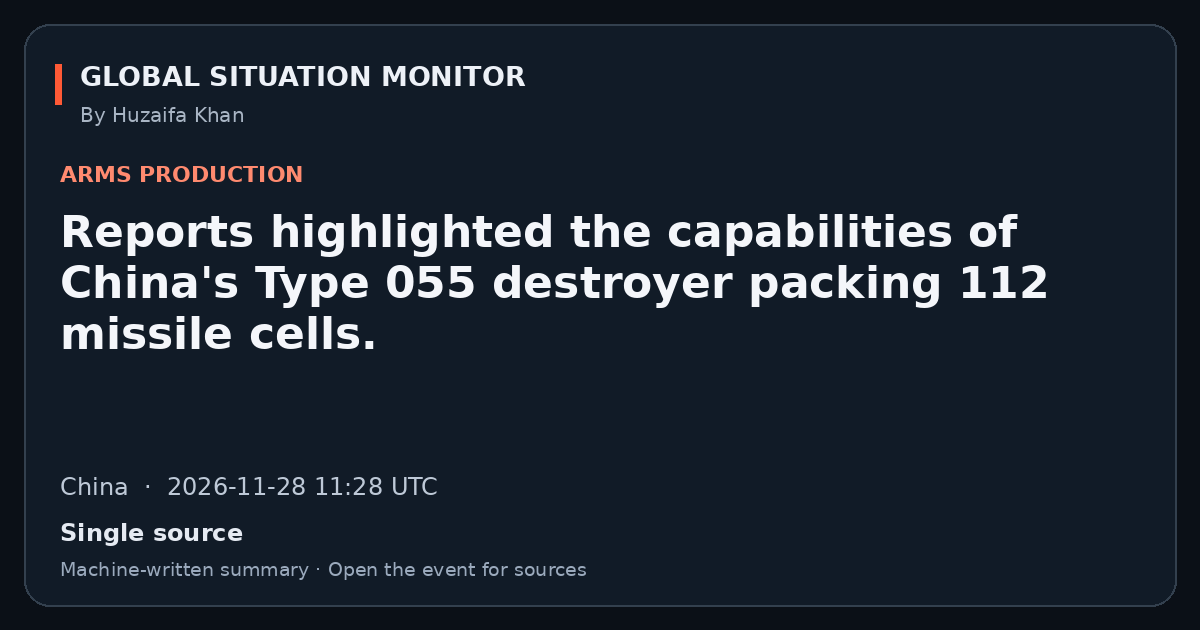 GLOBAL SITUATION MONITOR
By Huzaifa Khan
ARMS PRODUCTION
Reports highlighted the capabilities of
China's Type 055 destroyer packing 112
missile cells.
China · 2026-11-28 11:28 UTC
Single source
Machine-written summary · Open the event for sources